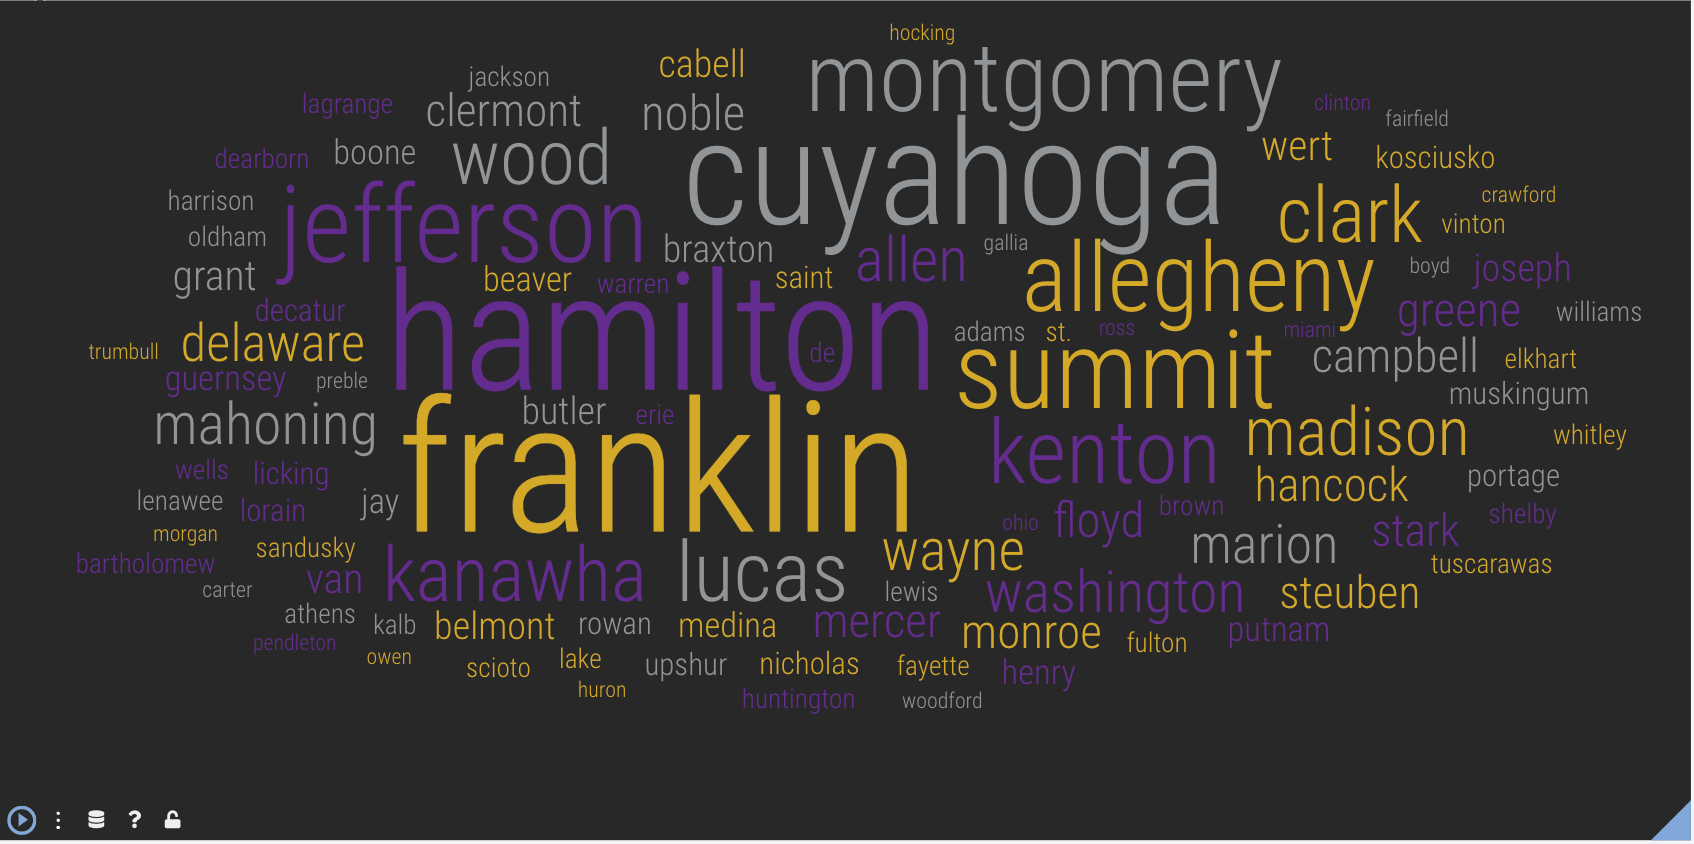 hocking
cabell
montgomery
jackson
lagrange
clermont
noble
clinton
fairfield
cuyahoga
wood
boone
dearborn
wert
kosciusko
harrison
jefferson
clark
crawford
vinton
oldham
braxton
allen
gallia
allegheny
grant
beaver
warren
saint
boyd
joseph
decatur
hamilton
greene
williams
adams
st.
ross
miami
trumbull
delaware
de
summit
campbell
elkhart
guernsey
preble
muskingum
mahoning
butler
erie
madison
whitley
franklin
kenton
wells
licking
hancock
portage
lenawee
lorain
jay
ohio
floyd
brown
stark
shelby
morgan
sandusky
wayne
marion
bartholomew
van
kanawha
lucas
tuscarawas
carter
lewis
washington
steuben
athens
kalb
belmont
rowan
medina
mercer
monroe
fulton
putnam
pendleton
owen
scioto
lake
upshur
nicholas
fayette
henry
huron
huntington
woodford
?